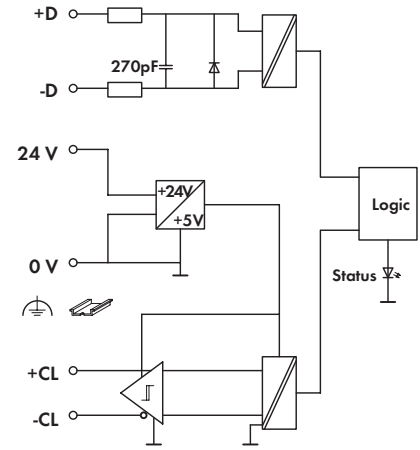 +D
270pF
-D
24 V
+24V
+5V
Logic
0 V
Status
+CL
-CL